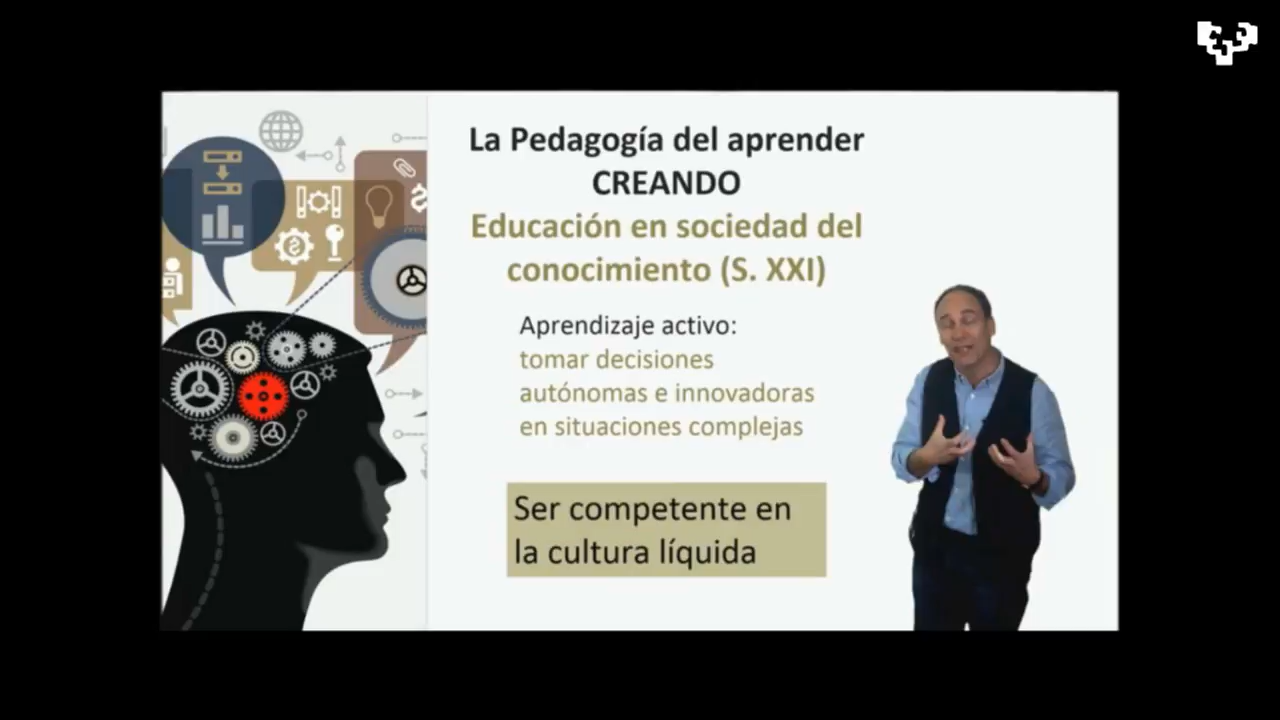 La Pedagogía del aprender
CREANDO
Educación en sociedad del
conocimiento (S. XXI)
Aprendizaje activo:
tomar decisiones
autónomas e innovadoras
en situaciones complejas
Ser competente en
la cultura líquida